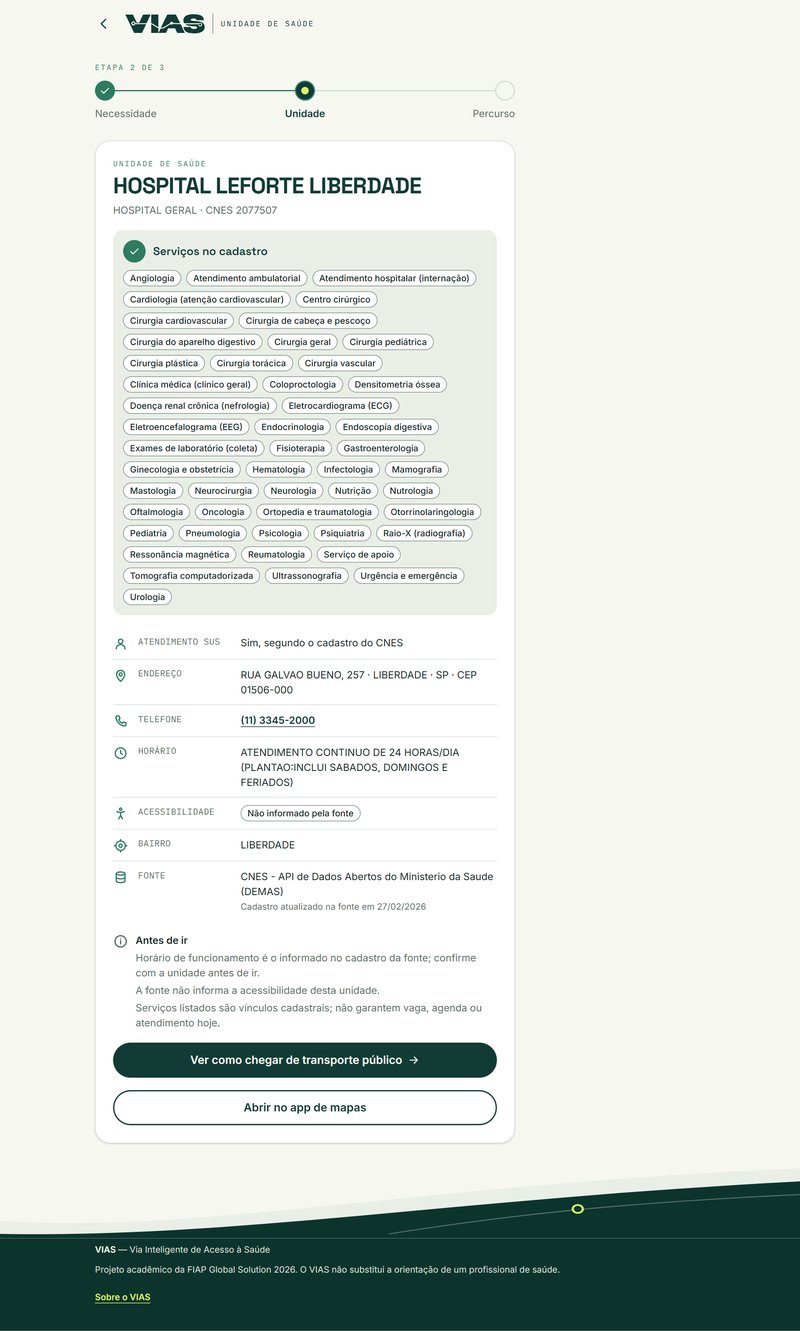 VIAS
UNIDADE DE SAÚDE
ETAPA 2 DE 3
Necessidade
Unidade
Percurso
UNIDADE DE SAÚDE
HOSPITAL LEFORTE LIBERDADE
HOSPITAL GERAL · CNES 2077507
Serviços no cadastro
Angiologia Atendimento ambulatorial Atendimento hospitalar (internação)
Cardiologia (atenção cardiovascular) Centro cirúrgico
Cirurgia cardiovascular Cirurgia de cabeça e pescoço
Cirurgia do aparelho digestivo Cirurgia geral Cirurgia pediátrica
Cirurgia plástica Cirurgia torácica Cirurgia vascular
Clínica médica (clínico geral) Coloproctologia Densitometria óssea
Doença renal crônica (nefrologia) Eletrocardiograma (ECG)
Eletroencefalograma (EEG) Endocrinologia Endoscopia digestiva
Exames de laboratório (coleta) Fisioterapia Gastroenterologia
Ginecologia e obstetrícia Hematologia Infectologia Mamografia
Mastologia Neurocirurgia Neurologia Nutrição Nutrologia
Oftalmologia Oncologia Ortopedia e traumatologia Otorrinolaringologia
Pediatria Pneumologia Psicologia Psiquiatria Raio-X (radiografia)
Ressonância magnética Reumatologia Serviço de apoio
Tomografia computadorizada Ultrassonografia Urgência e emergência
Urologia
ATENDIMENTO SUS Sim, segundo o cadastro do CNES
ENDEREÇO RUA GALVAO BUENO, 257 · LIBERDADE · SP · CEP
01506-000
TELEFONE (11) 3345-2000
HORÁRIO ATENDIMENTO CONTINUO DE 24 HORAS/DIA
(PLANTAO:INCLUI SABADOS, DOMINGOS E
FERIADOS)
ACESSIBILIDADE Não informado pela fonte
BAIRRO LIBERDADE
FONTE CNES - API de Dados Abertos do Ministerio da Saude
(DEMAS)
Cadastro atualizado na fonte em 27/02/2026
Antes de ir
Horário de funcionamento é o informado no cadastro da fonte; confirme
com a unidade antes de ir.
A fonte não informa a acessibilidade desta unidade.
Serviços listados são vínculos cadastrais; não garantem vaga, agenda ou
atendimento hoje.
Ver como chegar de transporte público →
Abrir no app de mapas
VIAS — Via Inteligente de Acesso à Saúde
Projeto acadêmico da FIAP Global Solution 2026. O VIAS não substitui a orientação de um profissional de saúde.
Sobre o VIAS